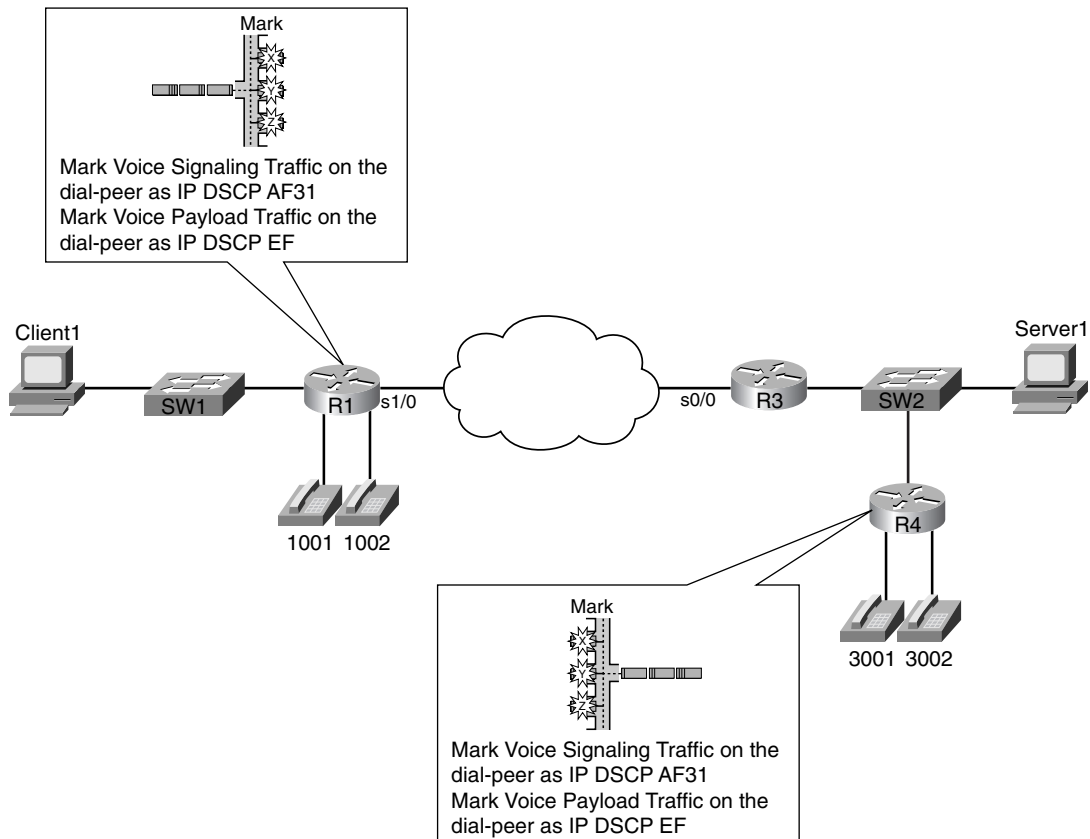 Mark
X
Y
Z
Mark Voice Signaling Traffic on the
dial-peer as IP DSCP AF31
Mark Voice Payload Traffic on the
dial-peer as IP DSCP EF
Client1
SW1
R1
s1/0
s0/0
R3
SW2
Server1
1001 1002
R4
3001 3002
Mark
X
Y
Z
Mark Voice Signaling Traffic on the
dial-peer as IP DSCP AF31
Mark Voice Payload Traffic on the
dial-peer as IP DSCP EF